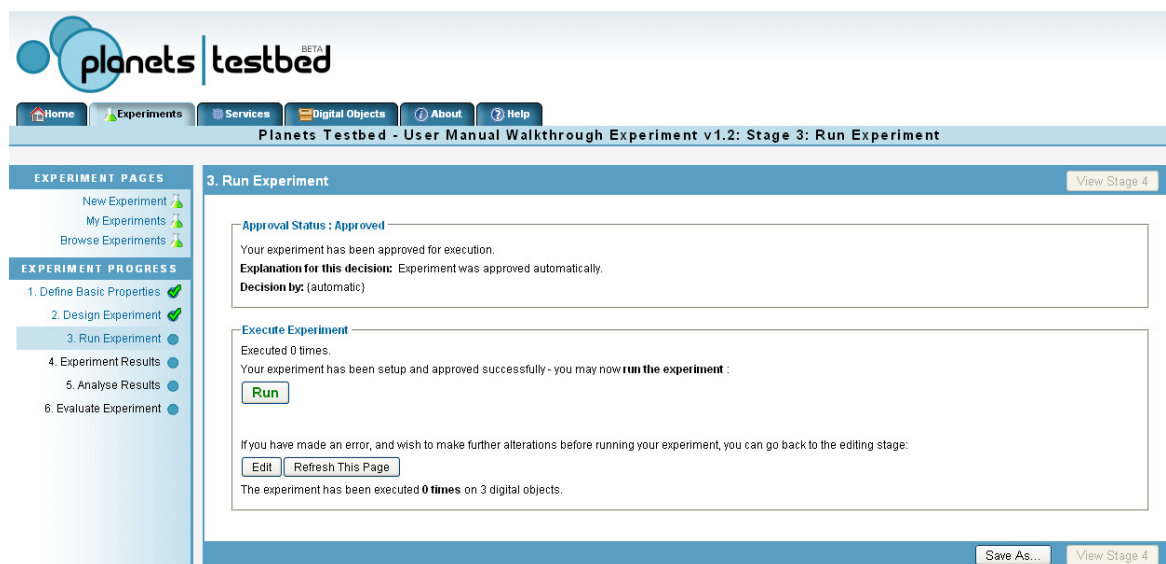 planets testbed BETA
Home Experiments Services Digital Objects About Help
Planets Testbed - User Manual Walkthrough Experiment v1.2: Stage 3: Run Experiment
EXPERIMENT PAGES
New Experiment
My Experiments
Browse Experiments
EXPERIMENT PROGRESS
1. Define Basic Properties
2. Design Experiment
3. Run Experiment
4. Experiment Results
5. Analyse Results
6. Evaluate Experiment
3. Run Experiment View Stage 4
Approval Status : Approved
Your experiment has been approved for execution.
Explanation for this decision: Experiment was approved automatically.
Decision by: (automatic)
Execute Experiment
Executed 0 times.
Your experiment has been setup and approved successfully - you may now run the experiment :
Run
If you have made an error, and wish to make further alterations before running your experiment, you can go back to the editing stage:
Edit Refresh This Page
The experiment has been executed 0 times on 3 digital objects.
Save As... View Stage 4